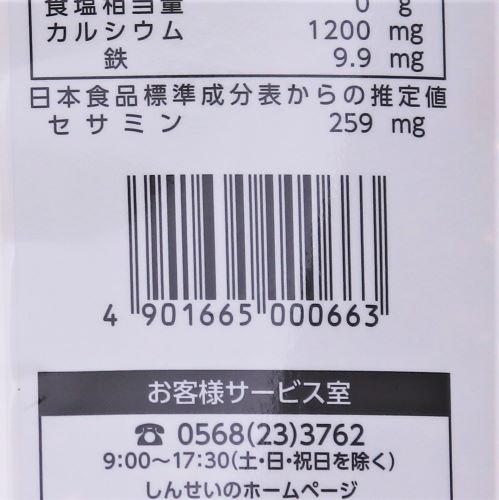 食塩相当量 0 g
カルシウム 1200 mg
鉄 9.9 mg
日本食品標準成分表からの推定値
セサミン 259 mg
4 901665 000663
お客様サービス室
☎ 0568(23)3762
9:00～17:30(土・日・祝日を除く)
しんせいのホームページ